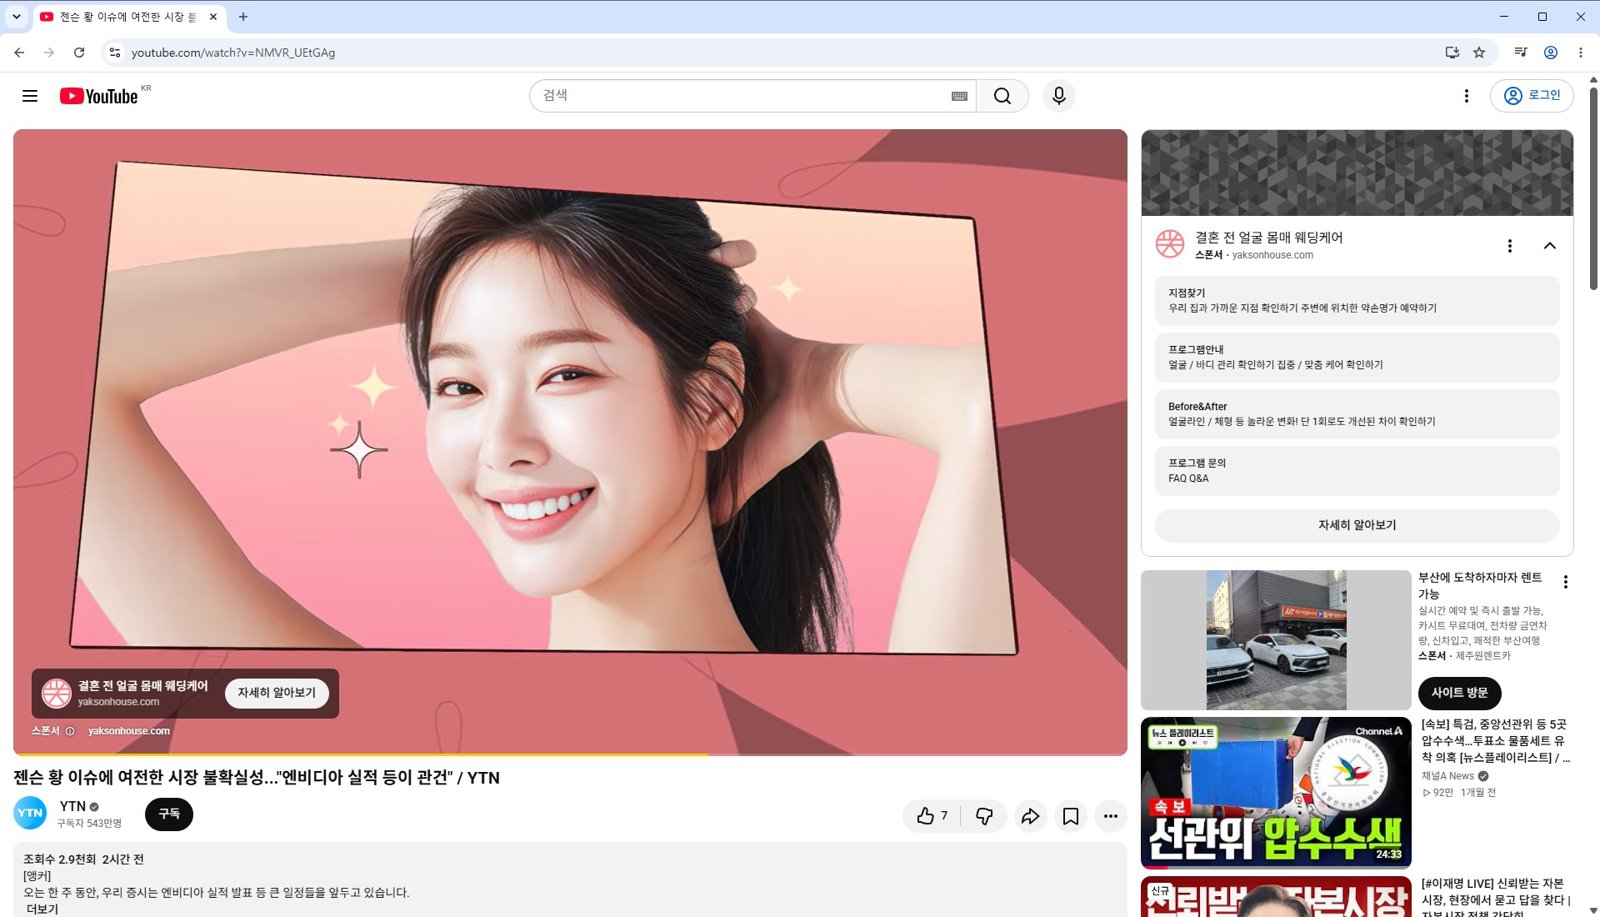 젠슨 황 이슈에 여전한 시장 불
youtube.com/watch?v=NMVR_UEtGAg
YouTube KR
검색
로그인
결혼 전 얼굴 몸매 웨딩케어
yaksonhouse.com
자세히 알아보기
스폰서
yaksonhouse.com
젠슨 황 이슈에 여전한 시장 불확실성..."엔비디아 실적 등이 관건" / YTN
YTN
YTN
구독자 543만명
구독
7
조회수 2.9천회 2시간 전
[앵커]
오는 한 주 동안, 우리 증시는 엔비디아 실적 발표 등 큰 일정들을 앞두고 있습니다.
더보기
결혼 전 얼굴 몸매 웨딩케어
스폰서 · yaksonhouse.com
지점찾기
우리 집과 가까운 지점 확인하기 주변에 위치한 약손명가 예약하기
프로그램안내
얼굴 / 바디 관리 확인하기 집중 / 맞춤 케어 확인하기
Before&After
얼굴라인 / 체형 등 놀라운 변화! 단 1회로도 개선된 차이 확인하기
프로그램 문의
FAQ Q&A
자세히 알아보기
부산에 도착하자마자 렌트
가능
실시간 예약 및 즉시 출발 가능,
카시트 무료대여, 전차량 금연차
량, 신차입고, 쾌적한 부산여행
스폰서 · 제주원렌트카
사이트 방문
뉴스 플레이리스트
Channel A
속보
선관위 압수수색
24:33
[속보] 특검, 중앙선관위 등 5곳
압수수색...투표소 물품세트 유
착 의혹 [뉴스플레이리스트] / ...
채널A News
92만 1개월 전
신규
신뢰받는 자본시장
[#이재명 LIVE] 신뢰받는 자본
시장, 현장에서 묻고 답을 찾다 |